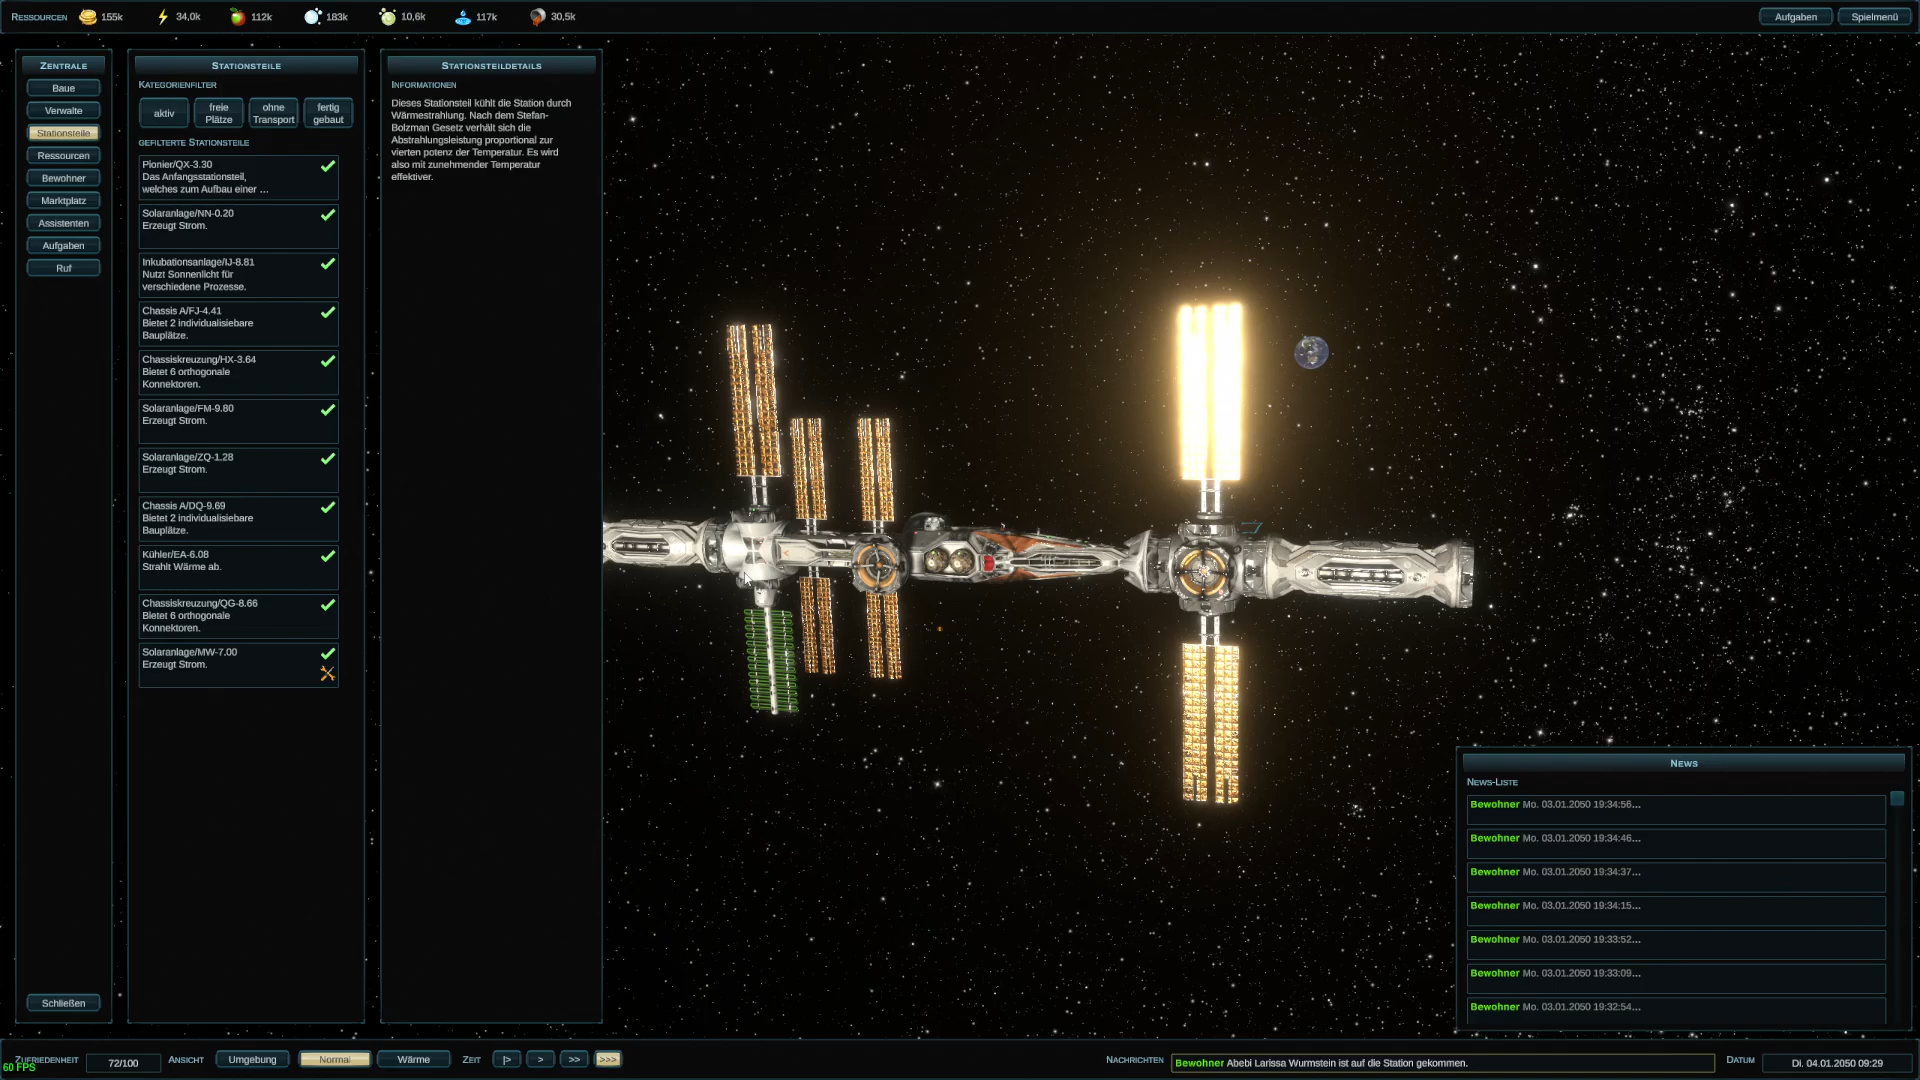 Ressourcen 155k 34,0k 112k 183k 10,6k 117k 30,5k Aufgaben Spielmenü
Zentrale
Baue
Verwalte
Stationsteile
Ressourcen
Bewohner
Marktplatz
Assistenten
Aufgaben
Ruf
Schließen
Stationsteile
Kategorienfilter
aktiv
freie
Plätze
ohne
Transport
fertig
gebaut
gefilterte Stationsteile
Pionier/QX-3.30
Das Anfangsstationsteil,
welches zum Aufbau einer ...
Solaranlage/NN-0.20
Erzeugt Strom.
Inkubationsanlage/IJ-8.81
Nutzt Sonnenlicht für
verschiedene Prozesse.
Chassis A/FJ-4.41
Bietet 2 individualisiebare
Bauplätze.
Chassiskreuzung/HX-3.64
Bietet 6 orthogonale
Konnektoren.
Solaranlage/FM-9.80
Erzeugt Strom.
Solaranlage/ZQ-1.28
Erzeugt Strom.
Chassis A/DQ-9.69
Bietet 2 individualisiebare
Bauplätze.
Kühler/EA-6.08
Strahlt Wärme ab.
Chassiskreuzung/QG-8.66
Bietet 6 orthogonale
Konnektoren.
Solaranlage/MW-7.00
Erzeugt Strom.
Stationsteildetails
Informationen
Dieses Stationsteil kühlt die Station durch
Wärmestrahlung. Nach dem Stefan-
Bolzman Gesetz verhält sich die
Abstrahlungsleistung proportional zur
vierten potenz der Temperatur. Es wird
also mit zunehmender Temperatur
effektiver.
News
News-Liste
Bewohner Mo. 03.01.2050 19:34:56...
Bewohner Mo. 03.01.2050 19:34:46...
Bewohner Mo. 03.01.2050 19:34:37...
Bewohner Mo. 03.01.2050 19:34:15...
Bewohner Mo. 03.01.2050 19:33:52...
Bewohner Mo. 03.01.2050 19:33:09...
Bewohner Mo. 03.01.2050 19:32:54...
Zufriedenheit 72/100 Ansicht Umgebung Normal Wärme Zeit |> > >> >>> Nachrichten Bewohner Abebi Larissa Wurmstein ist auf die Station gekommen. Datum Di. 04.01.2050 09:29
60 FPS